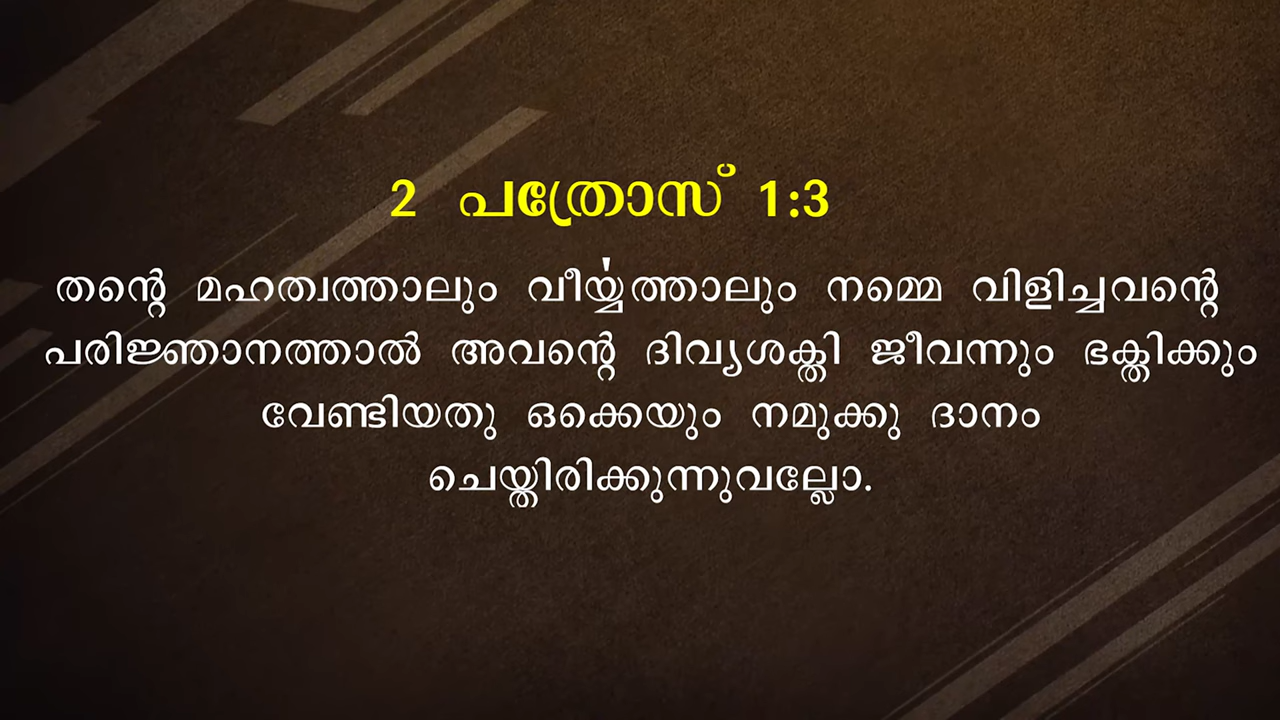 2 പത്രോസ് 1:3
തന്റെ മഹത്വത്താലും വീൎയ്യത്താലും നമ്മെ വിളിച്ചവന്റെ
പരിജ്ഞാനത്താൽ അവന്റെ ദിവ്യശക്തി ജീവന്നും ഭക്തിക്കും
വേണ്ടിയതു ഒക്കെയും നമുക്കു ദാനം
ചെയ്തിരിക്കുന്നുവല്ലോ.